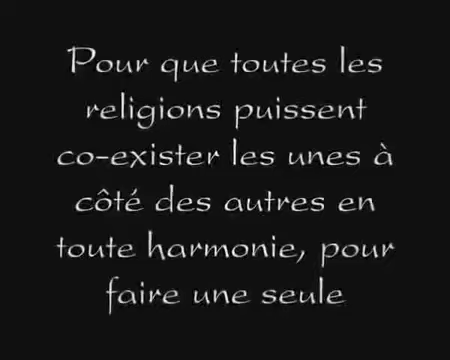 Pour que toutes les
religions puissent
co-exister les unes à
côté des autres en
toute harmonie, pour
faire une seule